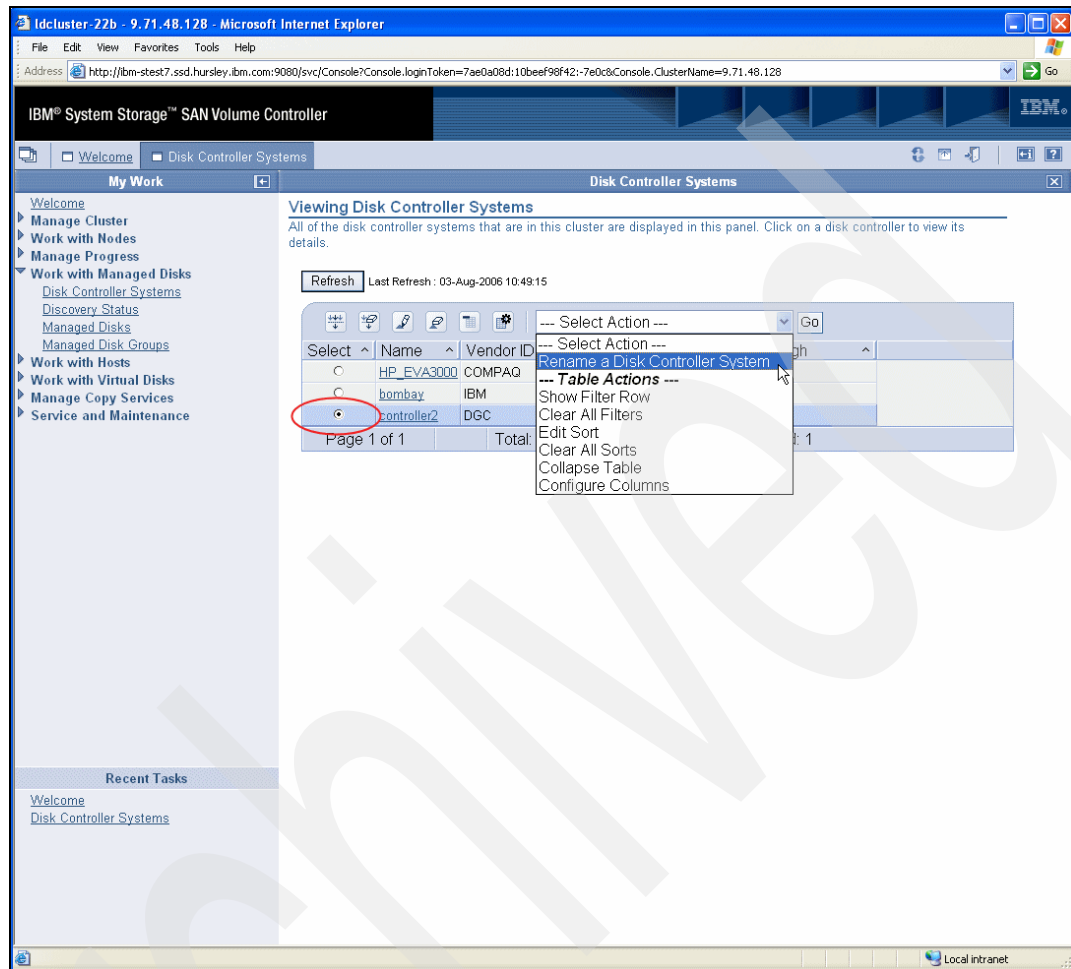 ldcluster-22b - 9.71.48.128 - Microsoft Internet Explorer
File Edit View Favorites Tools Help
Address http://ibm-stest7.ssd.hursley.ibm.com:9080/svc/Console?Console.loginToken=7ae0a08d:10beef98f42:-7e0c&Console.ClusterName=9.71.48.128 Go
IBM® System Storage™ SAN Volume Controller IBM®
Welcome Disk Controller Systems
My Work Disk Controller Systems
Welcome
Manage Cluster
Work with Nodes
Manage Progress
Work with Managed Disks
Disk Controller Systems
Discovery Status
Managed Disks
Managed Disk Groups
Work with Hosts
Work with Virtual Disks
Manage Copy Services
Service and Maintenance
Recent Tasks
Welcome
Disk Controller Systems
Viewing Disk Controller Systems
All of the disk controller systems that are in this cluster are displayed in this panel. Click on a disk controller to view its
details.
Refresh Last Refresh : 03-Aug-2006 10:49:15
--- Select Action --- Go
Select Name Vendor ID gh
HP_EVA3000 COMPAQ
bombay IBM
controller2 DGC
Page 1 of 1 Total: : 1
--- Select Action ---
Rename a Disk Controller System
--- Table Actions ---
Show Filter Row
Clear All Filters
Edit Sort
Clear All Sorts
Collapse Table
Configure Columns
Local intranet